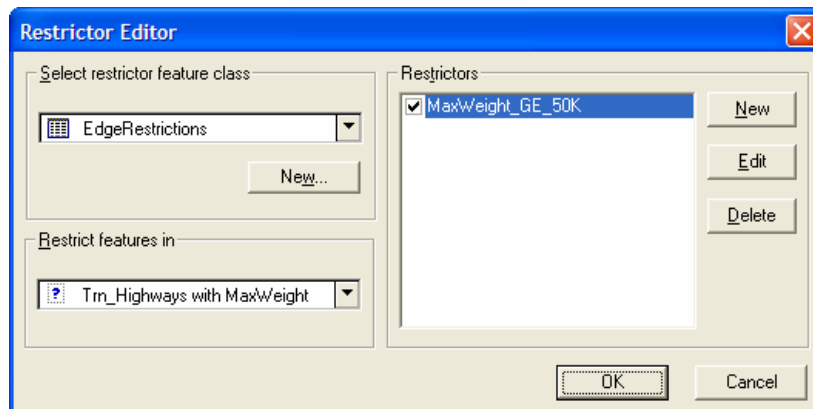 Restrictor Editor
Select restrictor feature class
EdgeRestrictions
New...
Restrict features in
Trn_Highways with MaxWeight
Restrictors
MaxWeight_GE_50K
New
Edit
Delete
OK
Cancel